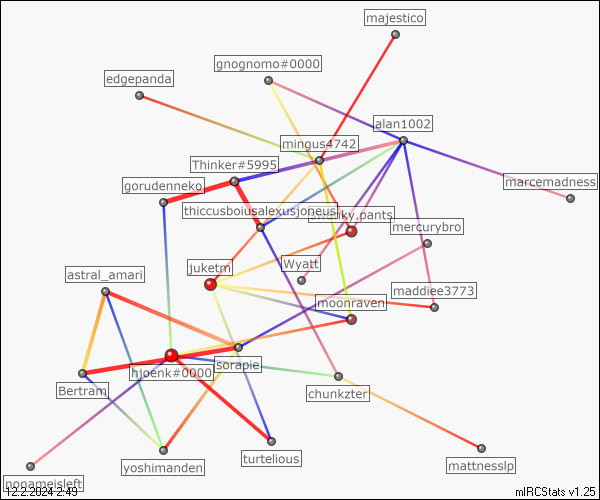 majestico
gnognomo#0000
edgepanda
alan1002
mingus4742
Thinker#5995
gorudenneko
marcemadness
thiccusboiusalexusjoneus
pants
mercurybro
Wyatt
juketm
astral_amari
maddiee3773
moonraven
sorapie
hjoenk#0000
Bertram
chunkzter
turtelious
yoshimanden
mattnesslp
nonameisleft
12.2.2024 2:49
mIRCStats v1.25